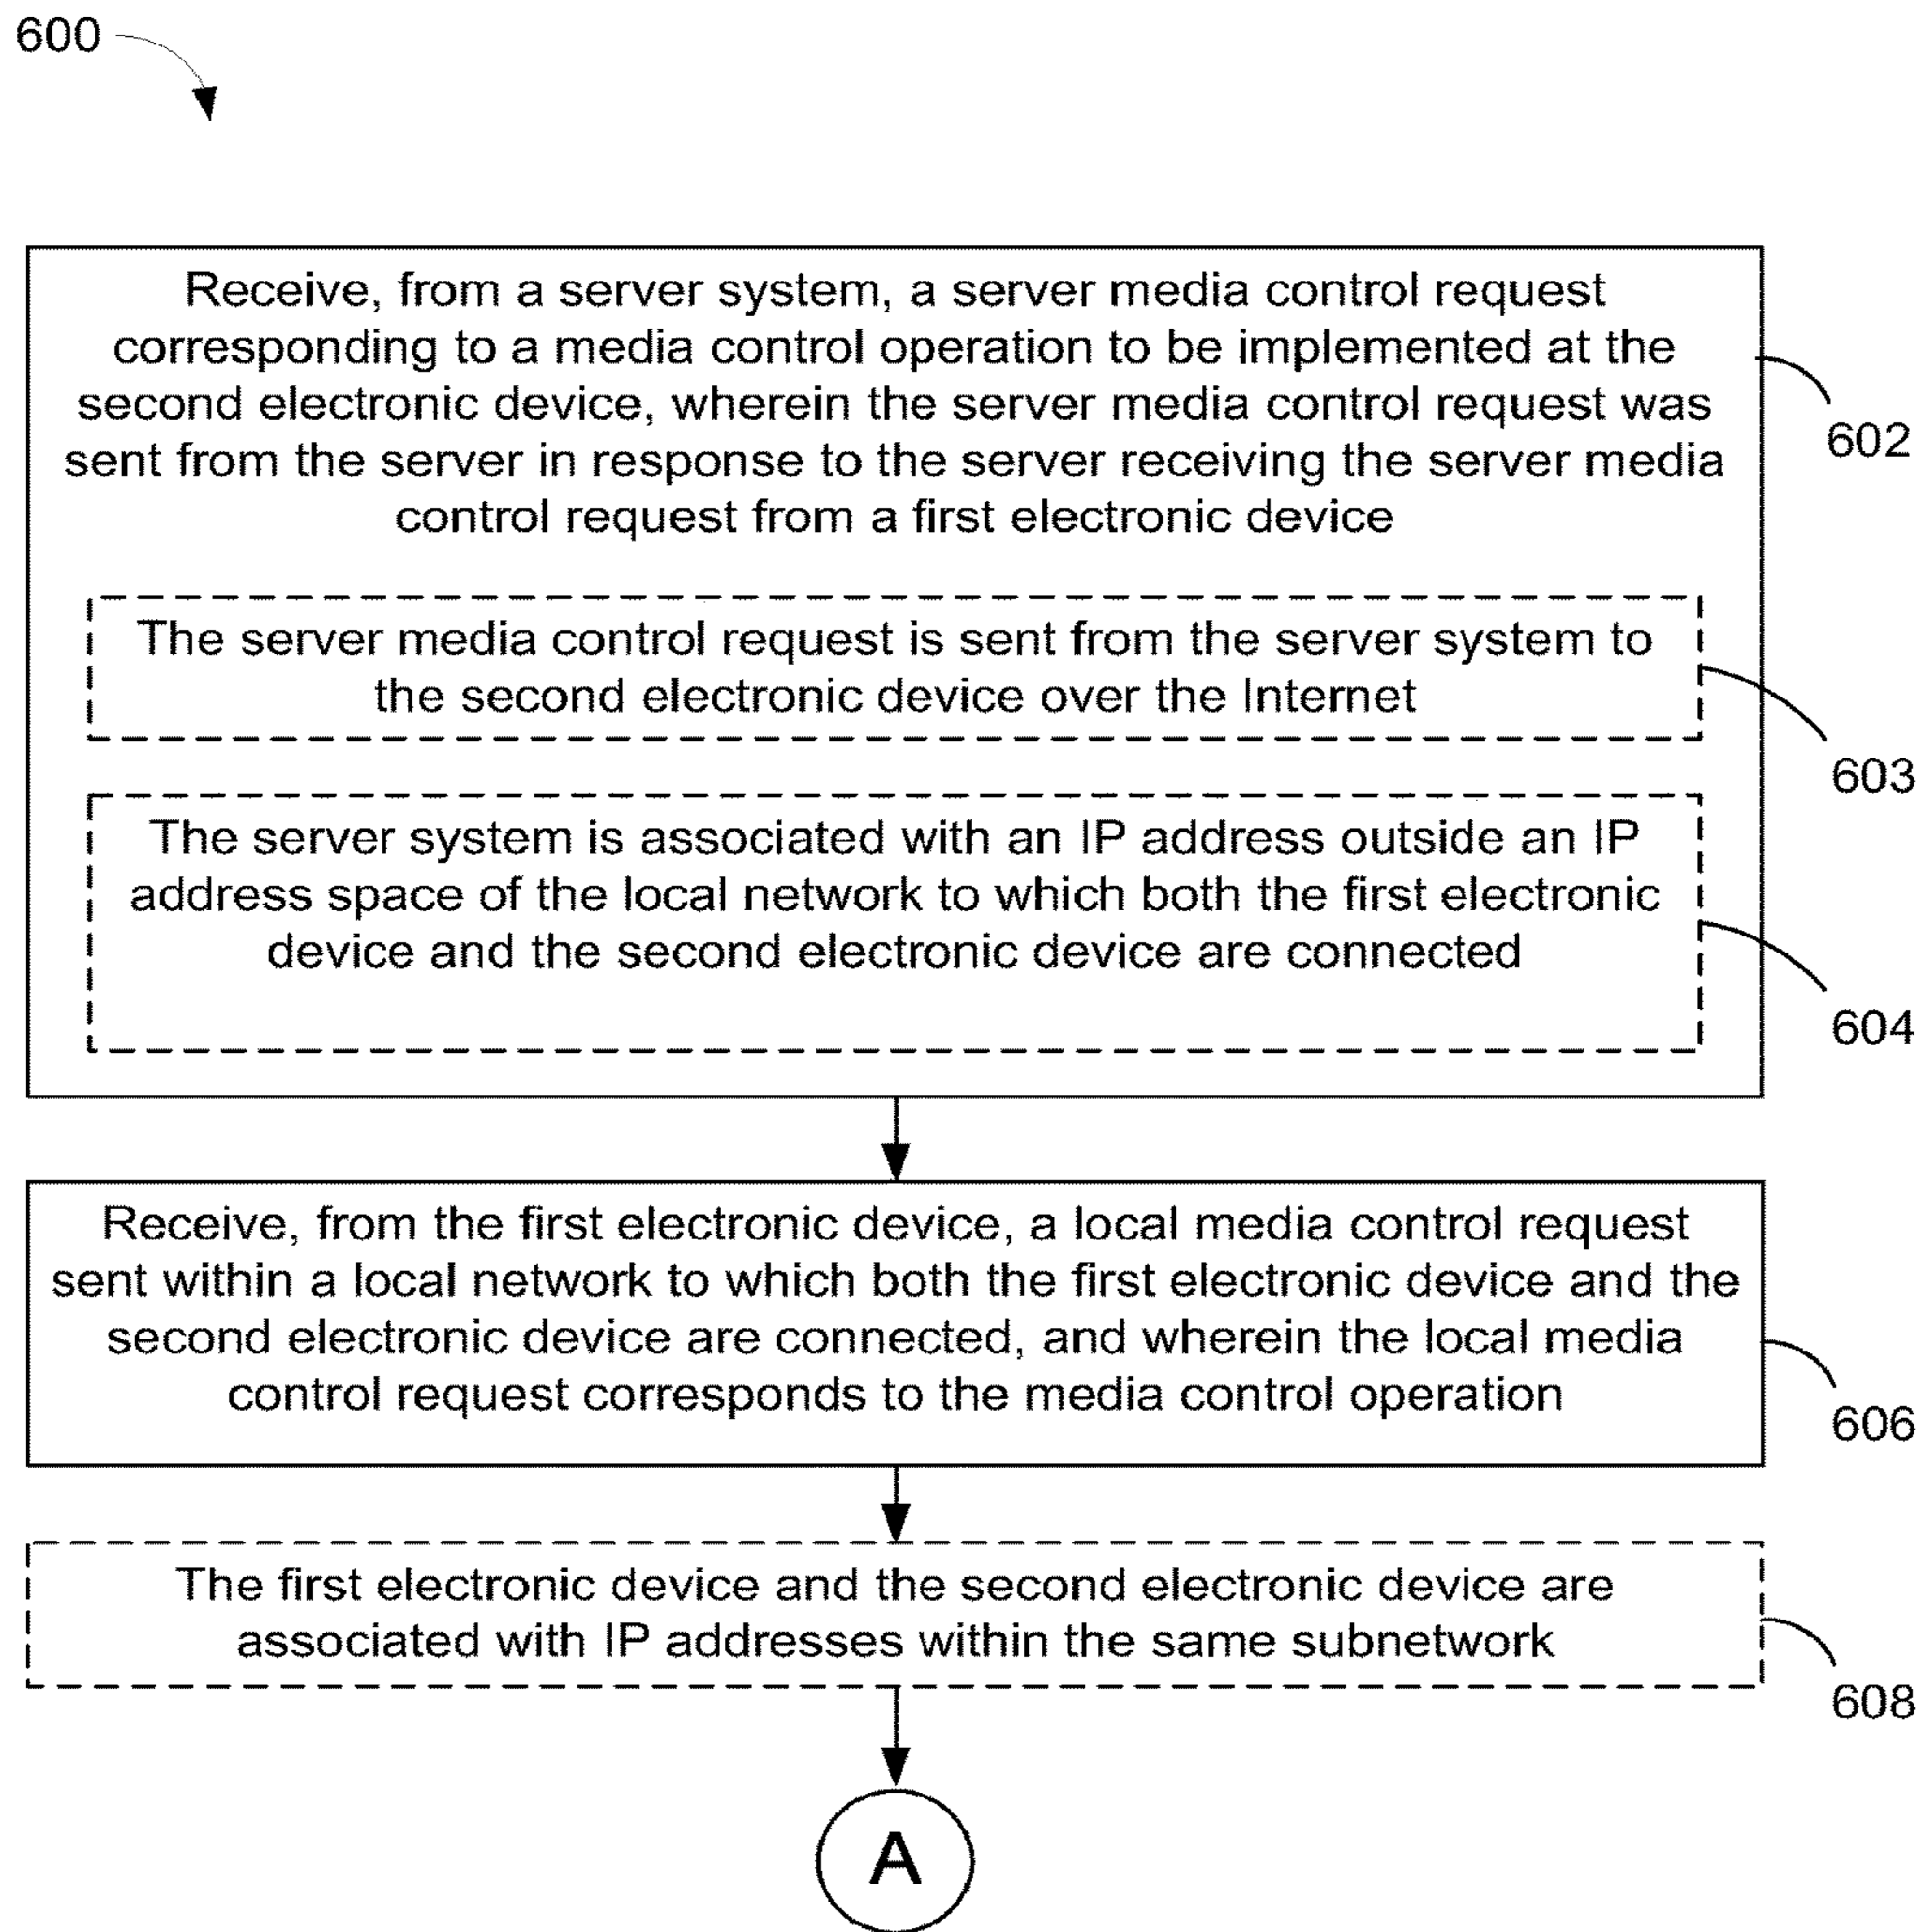 600
Receive, from a server system, a server media control request
corresponding to a media control operation to be implemented at the
second electronic device, wherein the server media control request was
sent from the server in response to the server receiving the server media
control request from a first electronic device
602
The server media control request is sent from the server system to
the second electronic device over the Internet
603
The server system is associated with an IP address outside an IP
address space of the local network to which both the first electronic
device and the second electronic device are connected
604
Receive, from the first electronic device, a local media control request
sent within a local network to which both the first electronic device and the
second electronic device are connected, and wherein the local media
control request corresponds to the media control operation
606
The first electronic device and the second electronic device are
associated with IP addresses within the same subnetwork
608
A